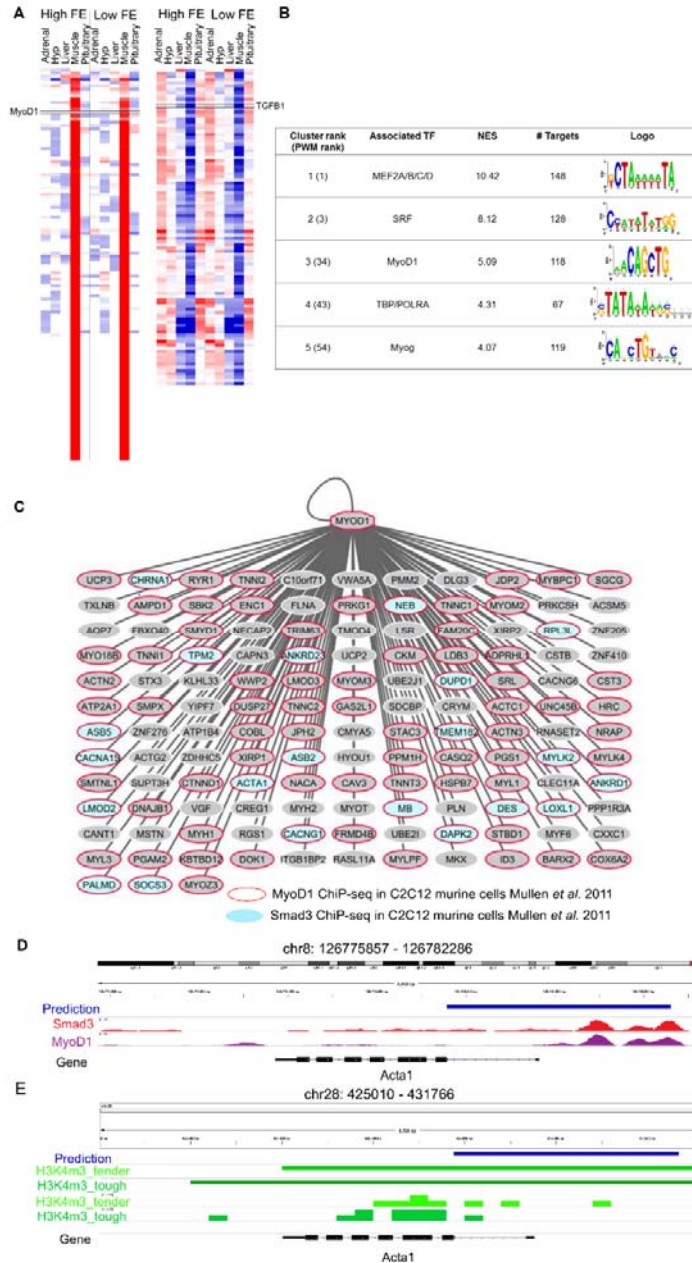 A
High FE Low FE
Adrenal
Hyp
Liver
Muscle
Pituitrary
Adrenal
Hyp
Liver
Muscle
Pituitrary
High FE Low FE
Adrenal
Hyp
Liver
Muscle
Pituitrary
Adrenal
Hyp
Liver
Muscle
Pituitrary
MyoD1
TGFB1
B
Cluster rank (PWM rank) Associated TF NES # Targets Logo
1 (1) MEF2A/B/C/D 10.42 148
2 (3) SRF 6.12 128
3 (34) MyoD1 5.09 118
4 (43) TBP/POLRA 4.31 67
5 (54) Myog 4.07 119
C
MYOD1
UCP3 CHRNA1 RYR1 TNNI2 C10orf71 VWA5A PMM2 DLG3 JDP2 MYBPC1 SGCG
TXLNB AMPD1 SBK2 ENC1 FLNA PRKG1 NEB TNNC1 MYOM2 PRKCSH ACSM5
AQP7 FBXO40 SMYD1 NECAP2 TRIM63 TMOD4 LSR FAM20C XIRP2 RPL3L ZNF205
MYO18B TNNI1 TPM2 CAPN3 ANKRD23 UCP2 CKM LDB3 ADPRHL1 CSTB ZNF410
ACTN2 STX3 KLHL33 WWP2 LMOD3 MYOM3 UBE2J1 DUPD1 SRL CACNG6 CST3
ATP2A1 SMPX YIPF7 DUSP27 TNNC2 GAS2L1 SDCBP CRYM ACTC1 UNC45B HRC
ASB5 ZNF276 ATP1B4 COBL JPH2 CMYA5 STAC3 TMEM182 ACTN3 RNASET2 NRAP
CACNA1S ACTG2 ZDHHC5 XIRP1 ASB2 HYOU1 PPM1H CASQ2 PGS1 MYLK2 MYLK4
SMTNL1 SUPT3H CTNND1 ACTA1 NACA CAV3 TNNT3 HSPB7 MYL1 CLEC11A ANKRD1
LMOD2 DNAJB1 VGF CREG1 MYH2 MYOT MB PLN DES LOXL1 PPP1R3A
CANT1 MSTN MYH1 RGS1 CACNG1 FRMD4B UBE2I DAPK2 STBD1 MYF6 CXXC1
MYL3 PGAM2 KBTBD12 DOK1 ITGB1BP2 RASL11A MYLPF MKX ID3 BARX2 COX6A2
PALMD SOCS3 MYOZ3
MyoD1 ChiP-seq in C2C12 murine cells Mullen et al. 2011
Smad3 ChiP-seq in C2C12 murine cells Mullen et al. 2011
D
chr8: 126775857 - 126782286
Prediction
Smad3
MyoD1
Gene
Acta1
E
chr28: 425010 - 431766
Prediction
H3K4m3_tender
H3K4m3_tough
H3K4m3_tender
H3K4m3_tough
Gene
Acta1